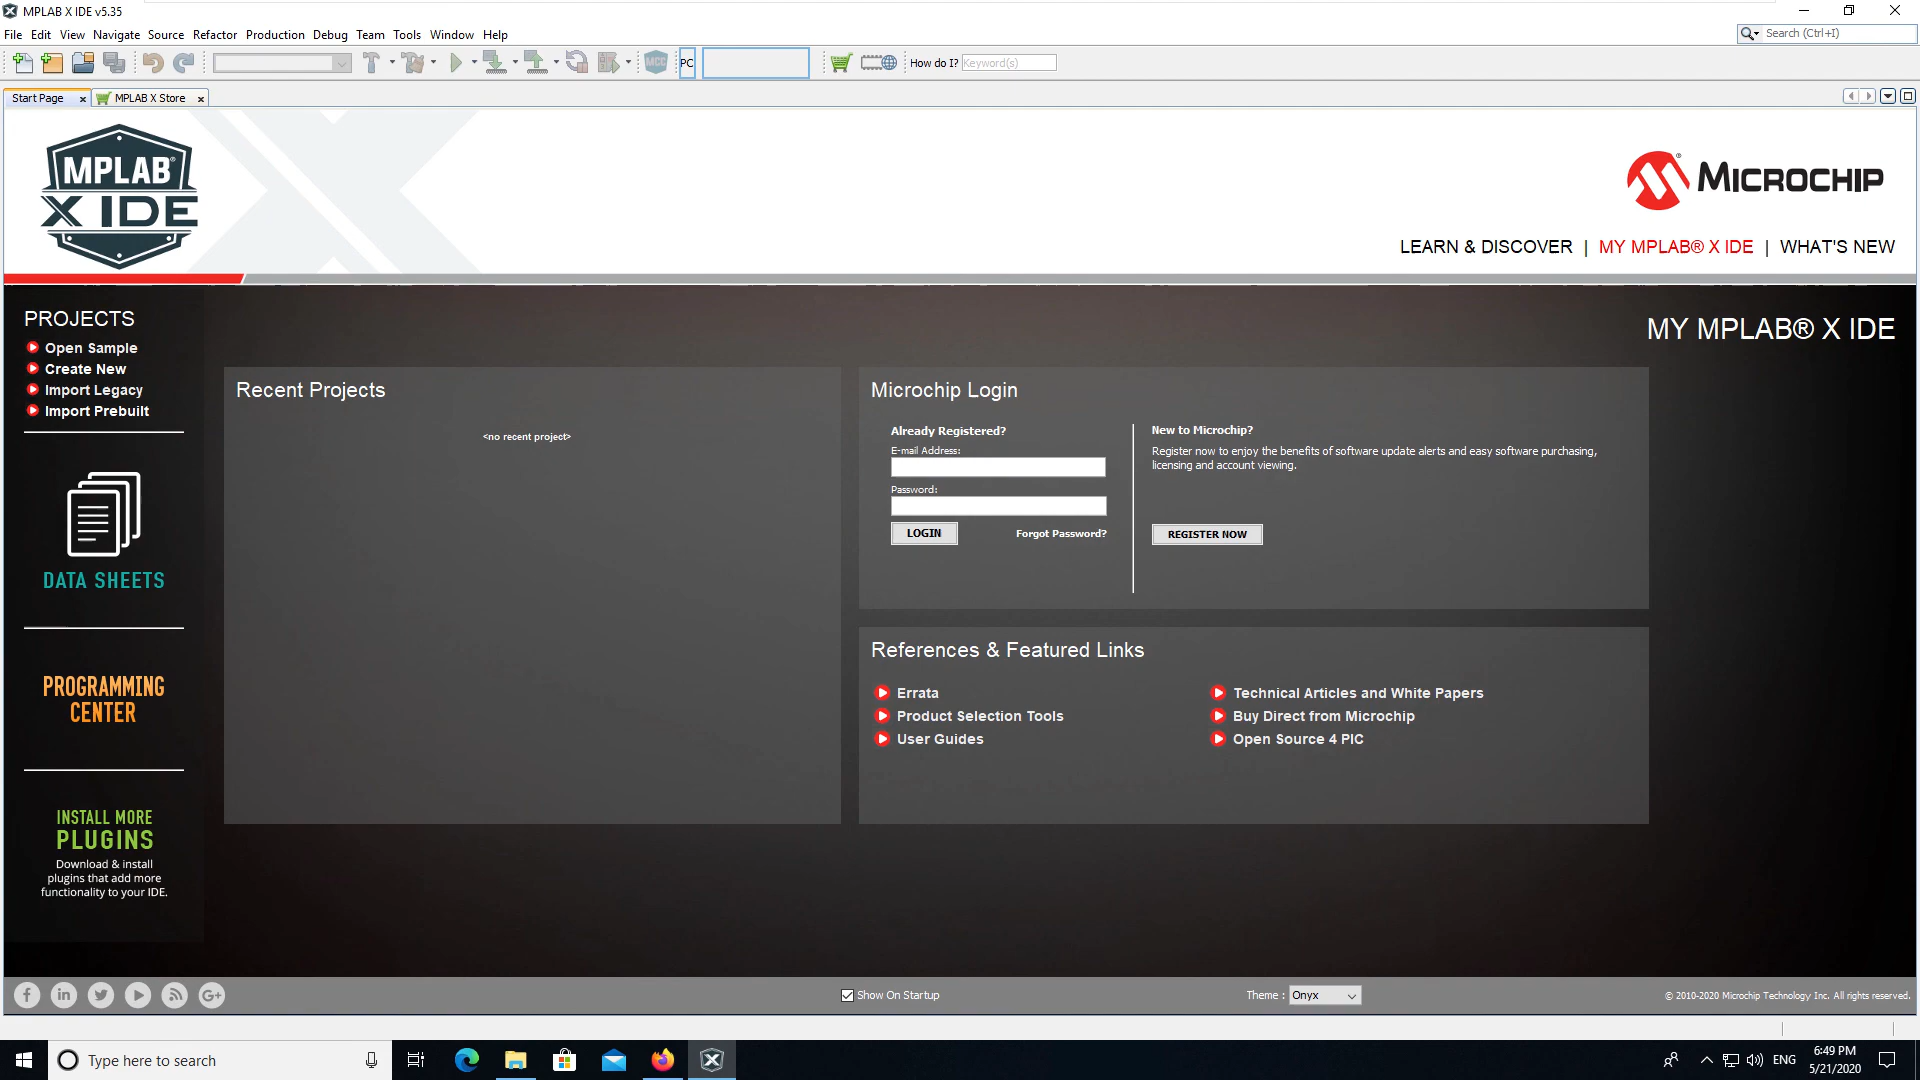 MPLAB X IDE v5.35
File Edit View Navigate Source Refactor Production Debug Team Tools Window Help
Search (Ctrl+I)
MCC
PC
How do I? Keyword(s)
Start Page x
MPLAB X Store x
MPLAB®
X IDE
MICROCHIP
LEARN & DISCOVER | MY MPLAB® X IDE | WHAT'S NEW
PROJECTS
Open Sample
Create New
Import Legacy
Import Prebuilt
DATA SHEETS
PROGRAMMING
CENTER
INSTALL MORE
PLUGINS
Download & install
plugins that add more
functionality to your IDE.
MY MPLAB® X IDE
Recent Projects
<no recent project>
Microchip Login
Already Registered?
E-mail Address:
Password:
LOGIN
Forgot Password?
New to Microchip?
Register now to enjoy the benefits of software update alerts and easy software purchasing,
licensing and account viewing.
REGISTER NOW
References & Featured Links
Errata
Product Selection Tools
User Guides
Technical Articles and White Papers
Buy Direct from Microchip
Open Source 4 PIC
f in G+
Show On Startup
Theme : Onyx
© 2010-2020 Microchip Technology Inc. All rights reserved.
Type here to search
ENG
6:49 PM
5/21/2020